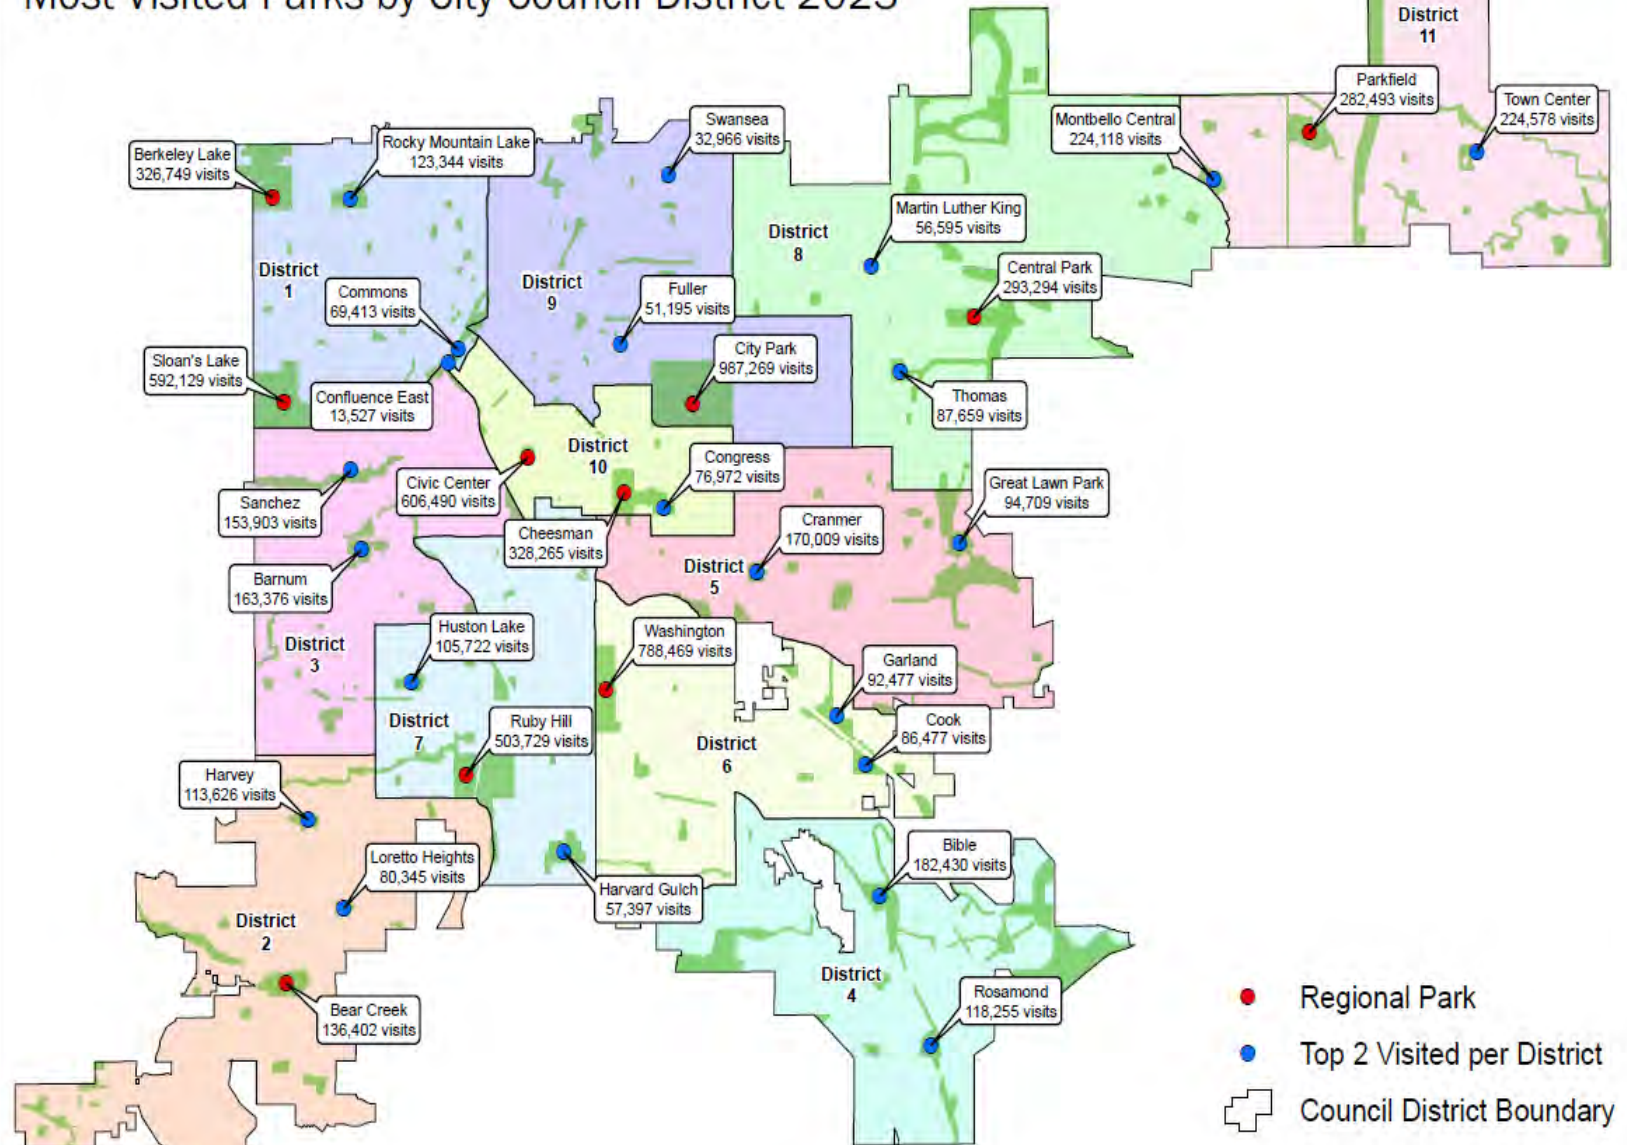 Most Visited Parks by City Council District 2023
District
11
Parkfield
282,493 visits
Town Center
224,578 visits
Montbello Central
224,118 visits
Swansea
32,966 visits
Rocky Mountain Lake
123,344 visits
Berkeley Lake
326,749 visits
Martin Luther King
56,595 visits
District
8
Central Park
293,294 visits
District
1
District
9
Commons
69,413 visits
Fuller
51,195 visits
City Park
987,269 visits
Sloan's Lake
592,129 visits
Confluence East
13,527 visits
Thomas
87,659 visits
District
10
Congress
76,972 visits
Civic Center
606,490 visits
Sanchez
153,903 visits
Great Lawn Park
94,709 visits
Cheesman
328,265 visits
Cranmer
170,009 visits
District
5
Barnum
163,376 visits
Huston Lake
105,722 visits
Washington
788,469 visits
District
3
Garland
92,477 visits
Ruby Hill
503,729 visits
District
7
Cook
86,477 visits
District
6
Harvey
113,626 visits
Loretto Heights
80,345 visits
Bible
182,430 visits
Harvard Gulch
57,397 visits
District
2
District
4
Rosamond
118,255 visits
Bear Creek
136,402 visits
Regional Park
Top 2 Visited per District
Council District Boundary